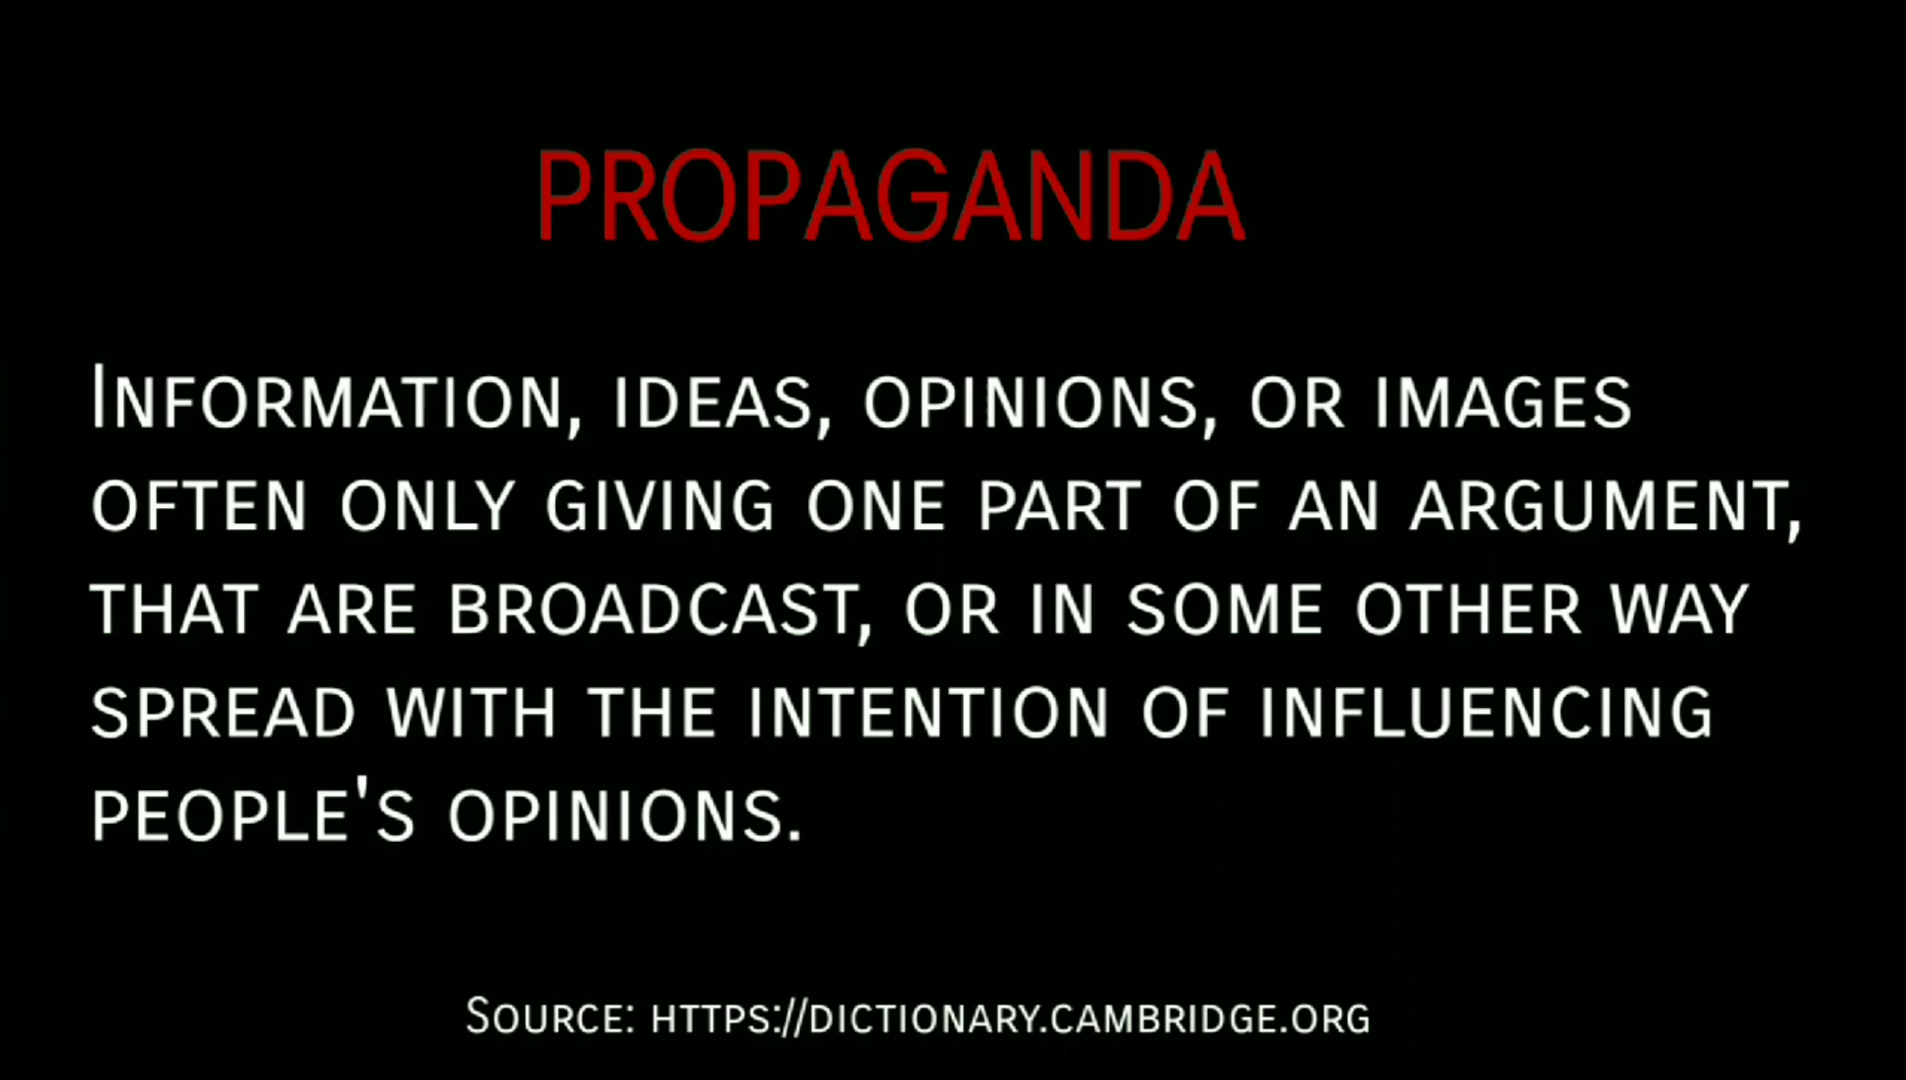 PROPAGANDA
INFORMATION, IDEAS, OPINIONS, OR IMAGES
OFTEN ONLY GIVING ONE PART OF AN ARGUMENT,
THAT ARE BROADCAST, OR IN SOME OTHER WAY
SPREAD WITH THE INTENTION OF INFLUENCING
PEOPLE'S OPINIONS.
SOURCE: HTTPS://DICTIONARY.CAMBRIDGE.ORG